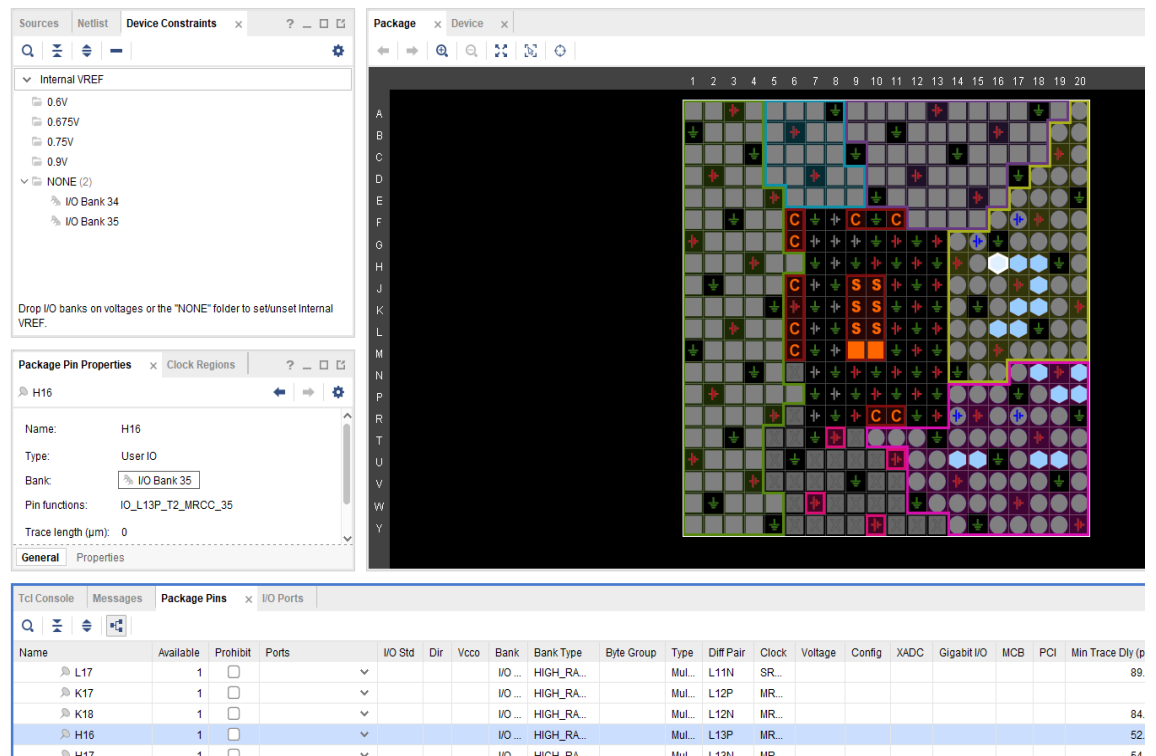 Sources Netlist Device Constraints × ? _
Package × Device ×
Internal VREF
0.6V
0.675V
0.75V
0.9V
NONE (2)
I/O Bank 34
I/O Bank 35
Drop I/O banks on voltages or the "NONE" folder to set/unset Internal
VREF.
Package Pin Properties × Clock Regions ? _
H16
Name: H16
Type: User IO
Bank: I/O Bank 35
Pin functions: IO_L13P_T2_MRCC_35
Trace length (μm): 0
General Properties
1 2 3 4 5 6 7 8 9 10 11 12 13 14 15 16 17 18 19 20
A
B
C
D
E
F C C C
G C
H
J C S S
K S S
L C S S
M C
N
P
R C C
T
U
V
W
Y
Tcl Console Messages Package Pins × I/O Ports
Name Available Prohibit Ports I/O Std Dir Vcco Bank Bank Type Byte Group Type Diff Pair Clock Voltage Config XADC Gigabit I/O MCB PCI Min Trace Dly (p
L17 1 I/O ... HIGH_RA... Mul... L11N SR... 89.
K17 1 I/O ... HIGH_RA... Mul... L12P MR...
K18 1 I/O ... HIGH_RA... Mul... L12N MR... 84.
H16 1 I/O ... HIGH_RA... Mul... L13P MR... 52.
H17 1 I/O HIGH_RA Mul L13N MR 54